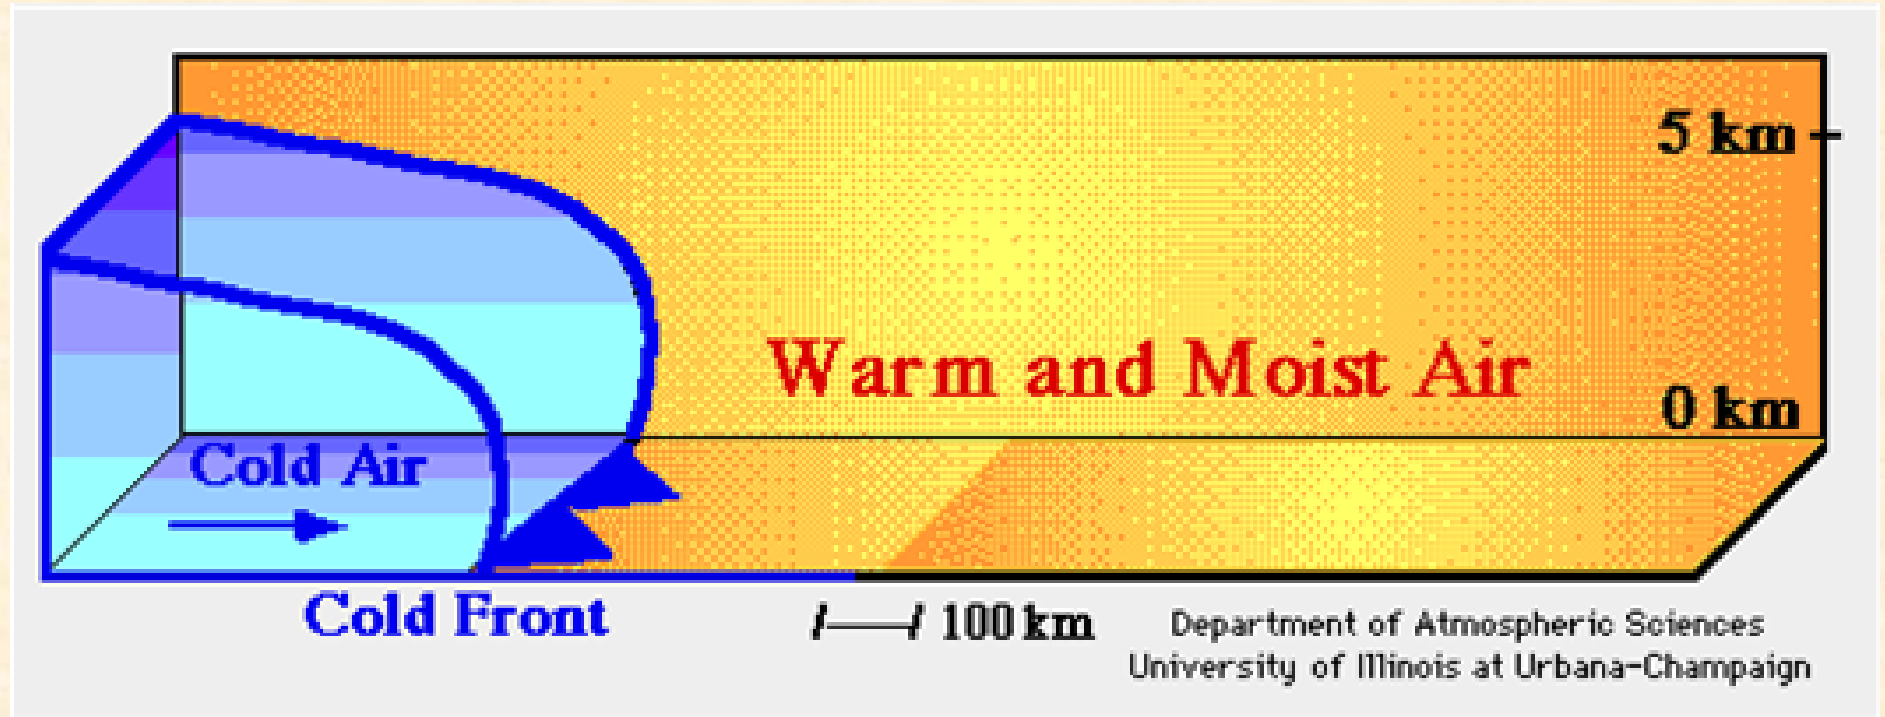 5 km
Warm and Moist Air
0 km
Cold Air
Cold Front
100 km
Department of Atmospheric Sciences
University of Illinois at Urbana-Champaign